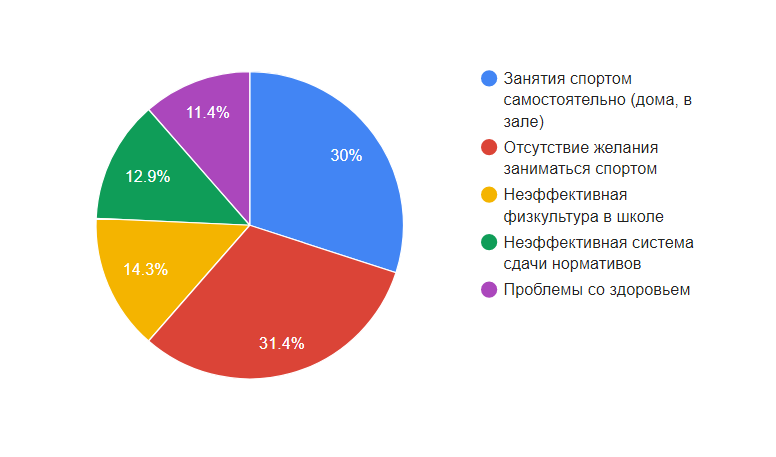 30%
31.4%
14.3%
12.9%
11.4%
Занятия спортом
самостоятельно (дома, в
зале)
Отсутствие желания
заниматься спортом
Неэффективная
физкультура в школе
Неэффективная система
сдачи нормативов
Проблемы со здоровьем